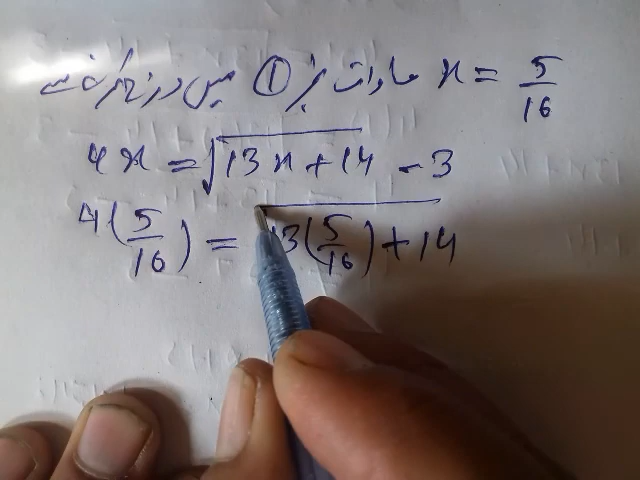 x = 5/16 مساوات نمبر ① میں درج کرنے سے
4x = √(13x + 14) - 3
4(5/16) = √(13(5/16) + 14)